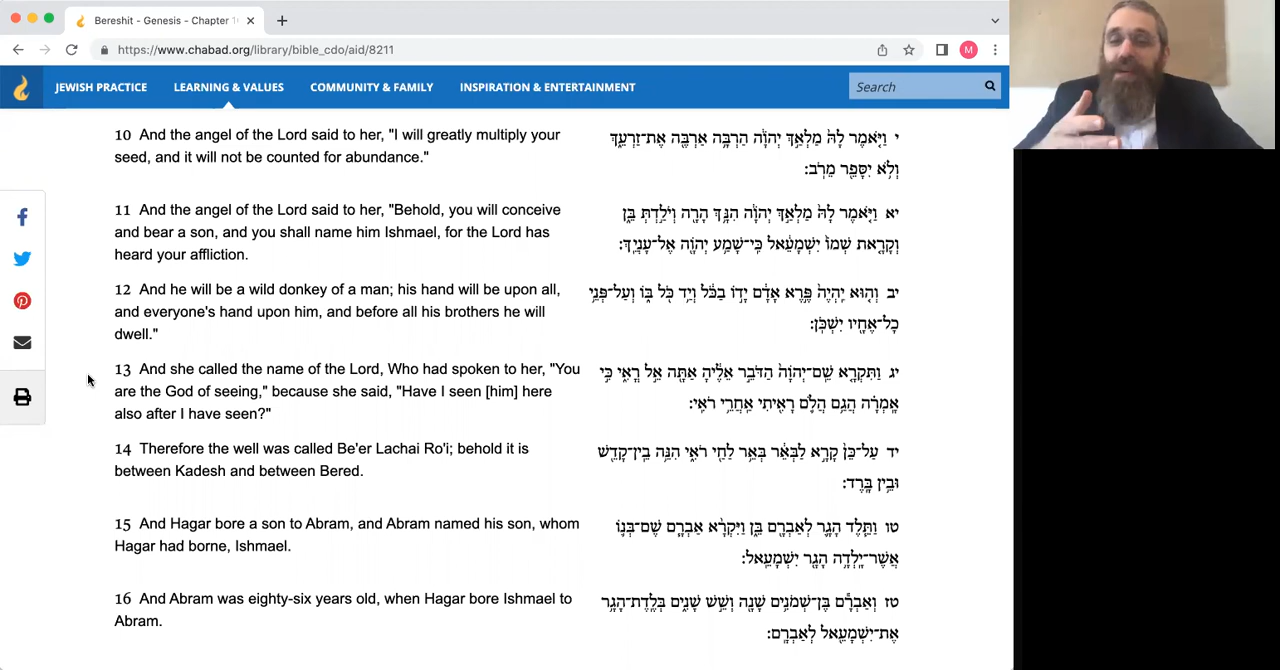 Bereshit - Genesis - Chapter 1
https://www.chabad.org/library/bible_cdo/aid/8211
M
JEWISH PRACTICE LEARNING & VALUES COMMUNITY & FAMILY INSPIRATION & ENTERTAINMENT Search
10 And the angel of the Lord said to her, "I will greatly multiply your
seed, and it will not be counted for abundance."
י וַיֹּ֤אמֶר לָהּ֙ מַלְאַ֣ךְ יְהֹוָ֔ה הַרְבָּ֥ה אַרְבֶּ֖ה אֶת־זַרְעֵ֑ךְ
וְלֹ֥א יִסָּפֵ֖ר מֵרֹֽב:
11 And the angel of the Lord said to her, "Behold, you will conceive
and bear a son, and you shall name him Ishmael, for the Lord has
heard your affliction.
יא וַיֹּ֤אמֶר לָהּ֙ מַלְאַ֣ךְ יְהֹוָ֔ה הִנָּ֥ךְ הָרָ֖ה וְיֹלַ֣דְתְּ בֵּ֑ן
וְקָרָ֤את שְׁמוֹ֙ יִשְׁמָעֵ֔אל כִּֽי־שָׁמַ֥ע יְהֹוָ֖ה אֶל־עָנְיֵֽךְ:
12 And he will be a wild donkey of a man; his hand will be upon all,
and everyone's hand upon him, and before all his brothers he will
dwell."
יב וְה֤וּא יִֽהְיֶה֙ פֶּ֣רֶא אָדָ֔ם יָד֣וֹ בַכֹּ֔ל וְיַ֥ד כֹּ֖ל בּ֑וֹ וְעַל־פְּנֵ֥י
כָל־אֶחָ֖יו יִשְׁכֹּֽן:
13 And she called the name of the Lord, Who had spoken to her, "You
are the God of seeing," because she said, "Have I seen [him] here
also after I have seen?"
יג וַתִּקְרָ֤א שֵֽׁם־יְהֹוָה֙ הַדֹּבֵ֣ר אֵלֶ֔יהָ אַתָּ֖ה אֵ֣ל רֳאִ֑י כִּ֣י
אָֽמְרָ֗ה הֲגַ֥ם הֲלֹ֛ם רָאִ֖יתִי אַֽחֲרֵ֥י רֹאִֽי:
14 Therefore the well was called Be'er Lachai Ro'i; behold it is
between Kadesh and between Bered.
יד עַל־כֵּן֙ קָרָ֣א לַבְּאֵ֔ר בְּאֵ֥ר לַחַ֖י רֹאִ֑י הִנֵּ֥ה בֵֽין־קָדֵ֖שׁ
וּבֵ֥ין בָּֽרֶד:
15 And Hagar bore a son to Abram, and Abram named his son, whom
Hagar had borne, Ishmael.
טו וַתֵּ֧לֶד הָגָ֛ר לְאַבְרָ֖ם בֵּ֑ן וַיִּקְרָ֨א אַבְרָ֧ם שֶׁם־בְּנ֛וֹ
אֲשֶׁר־יָֽלְדָ֥ה הָגָ֖ר יִשְׁמָעֵֽאל:
16 And Abram was eighty-six years old, when Hagar bore Ishmael to
Abram.
טז וְאַבְרָ֕ם בֶּן־שְׁמֹנִ֥ים שָׁנָ֖ה וְשֵׁ֣שׁ שָׁנִ֑ים בְּלֶֽדֶת־הָגָ֥ר
אֶת־יִשְׁמָעֵ֖אל לְאַבְרָֽם: